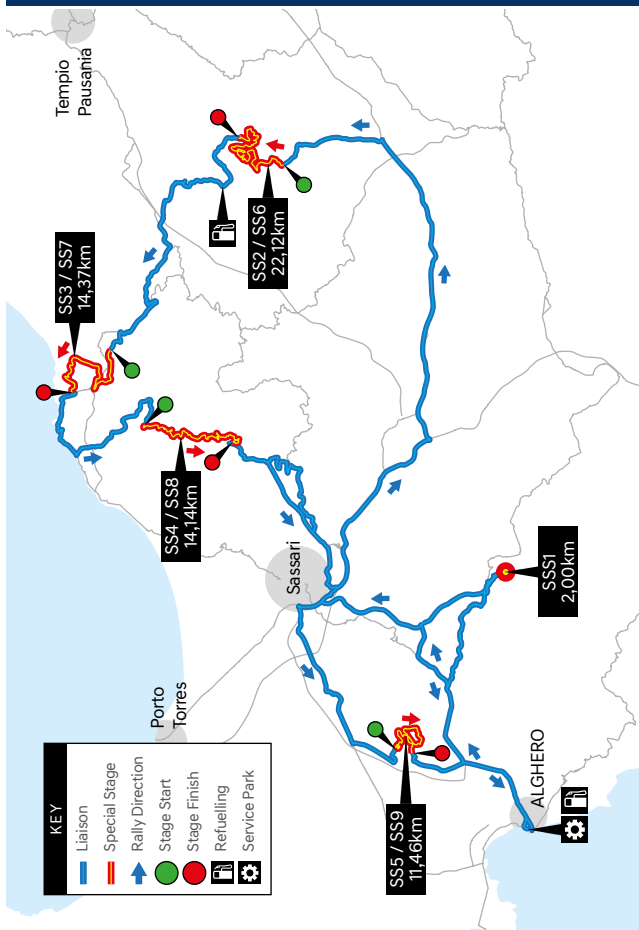 Tempio
Pausania
SS3 / SS7
14,37km
SS2 / SS6
22,12km
SS4 / SS8
14,14km
Sassari
SSS1
2,00km
Porto
Torres
SS5 / SS9
11,46km
ALGHERO
KEY
Liaison
Special Stage
Rally Direction
Stage Start
Stage Finish
Refuelling
Service Park